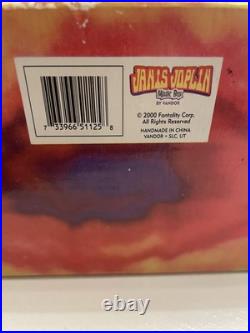 JANIS JOPLIN
MUSIC BOX
BY VANDOR
7 33966 51125 8
© 2000 Fantality Corp.
All Rights Reserved
HANDMADE IN CHINA
VANDOR • SLC, UT